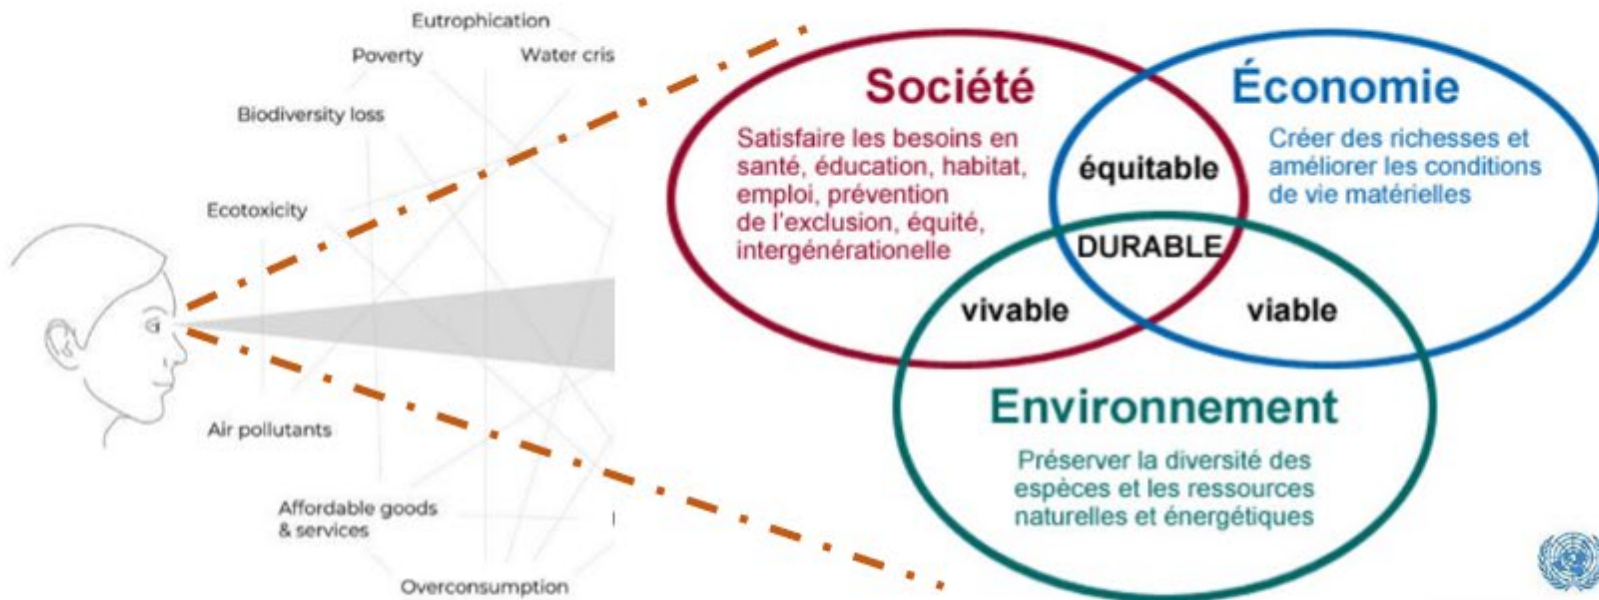 Eutrophication
Poverty
Water cris
Biodiversity loss
Ecotoxicity
Air pollutants
Affordable goods
& services
Overconsumption
Société
Satisfaire les besoins en
santé, éducation, habitat,
emploi, prévention
de l'exclusion, équité,
intergénérationelle
Économie
Créer des richesses et
améliorer les conditions
de vie matérielles
équitable
DURABLE
vivable
viable
Environnement
Préserver la diversité des
espèces et les ressources
naturelles et énergétiques